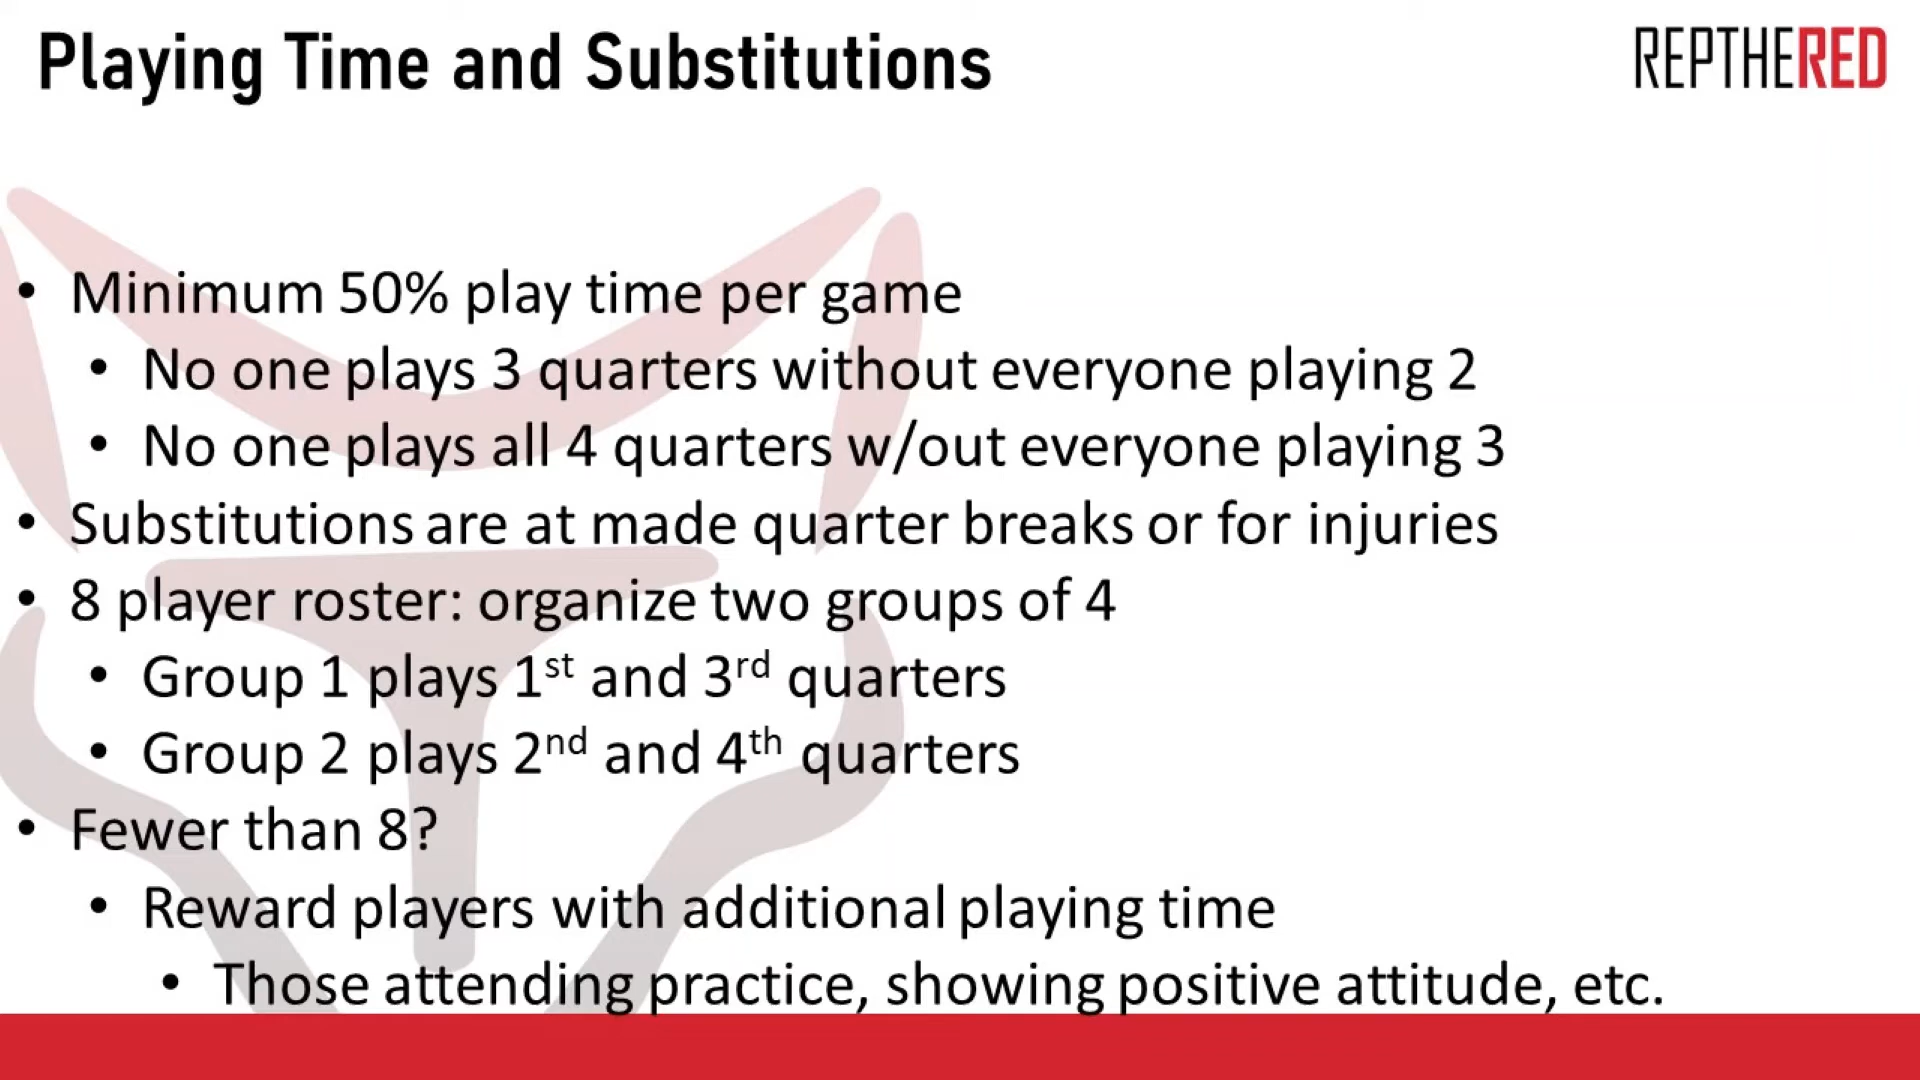 Playing Time and Substitutions
REPTHERED
• Minimum 50% play time per game
• No one plays 3 quarters without everyone playing 2
• No one plays all 4 quarters w/out everyone playing 3
• Substitutions are at made quarter breaks or for injuries
• 8 player roster: organize two groups of 4
• Group 1 plays 1st and 3rd quarters
• Group 2 plays 2nd and 4th quarters
• Fewer than 8?
• Reward players with additional playing time
• Those attending practice, showing positive attitude, etc.